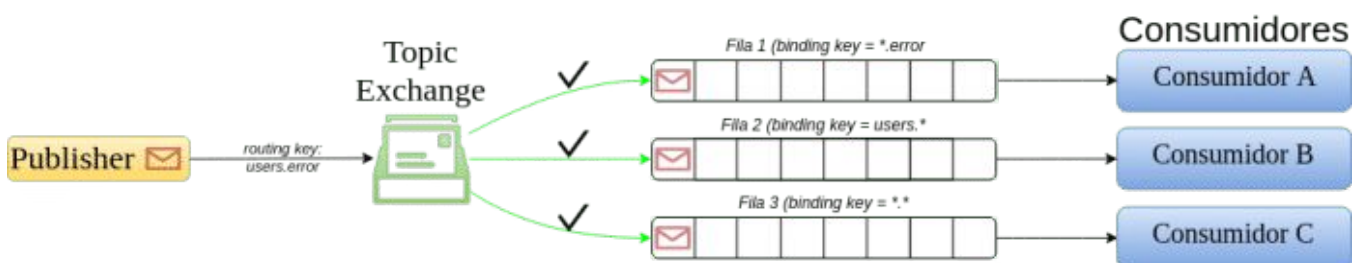 Consumidores
Topic
Exchange
Fila 1 (binding key = *.error
Consumidor A
Publisher
routing key:
users.error
Fila 2 (binding key = users.*
Consumidor B
Fila 3 (binding key = *.*
Consumidor C